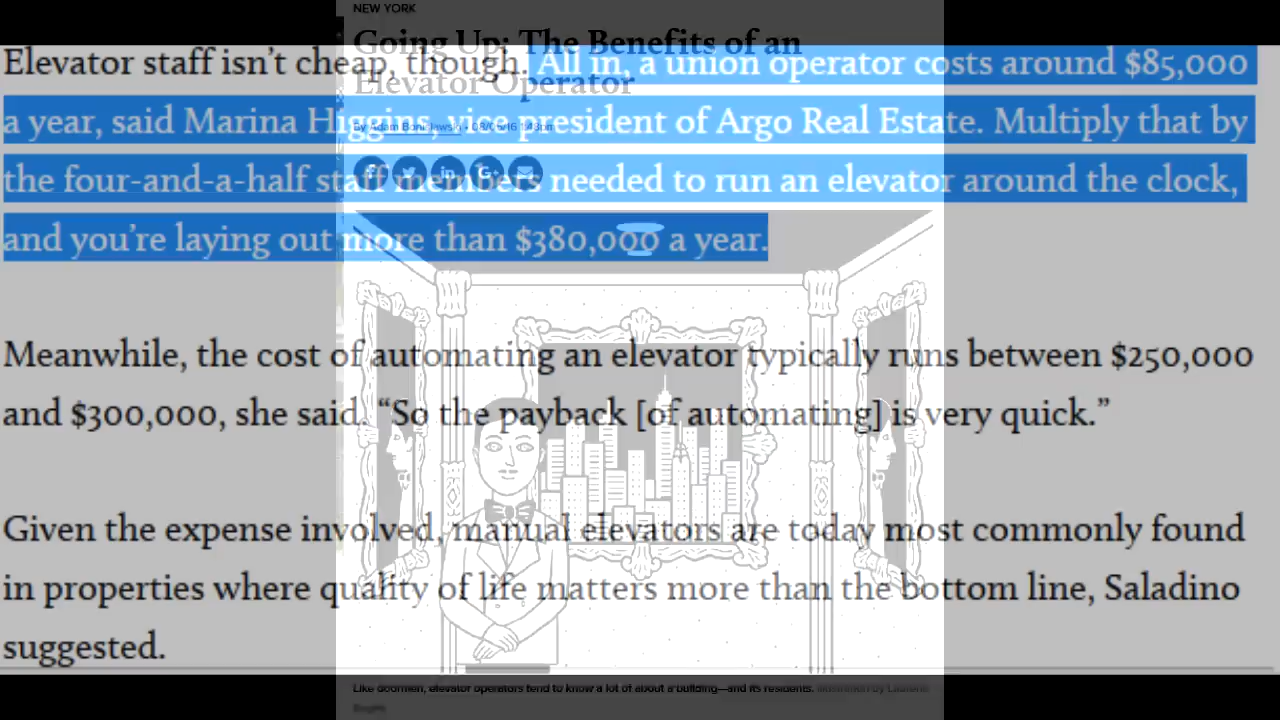 NEW YORK
Going Up: The Benefits of an
Elevator Operator
Elevator staff isn't cheap, though. All in, a union operator costs around $85,000
a year, said Marina Higgins, vice president of Argo Real Estate. Multiply that by
the four-and-a-half staff members needed to run an elevator around the clock,
and you're laying out more than $380,000 a year.
Meanwhile, the cost of automating an elevator typically runs between $250,000
and $300,000, she said. “So the payback [of automating] is very quick.”
Given the expense involved, manual elevators are today most commonly found
in properties where quality of life matters more than the bottom line, Saladino
suggested.
Like doormen, elevator operators tend to know a lot of about a building—and its residents. Illustration by